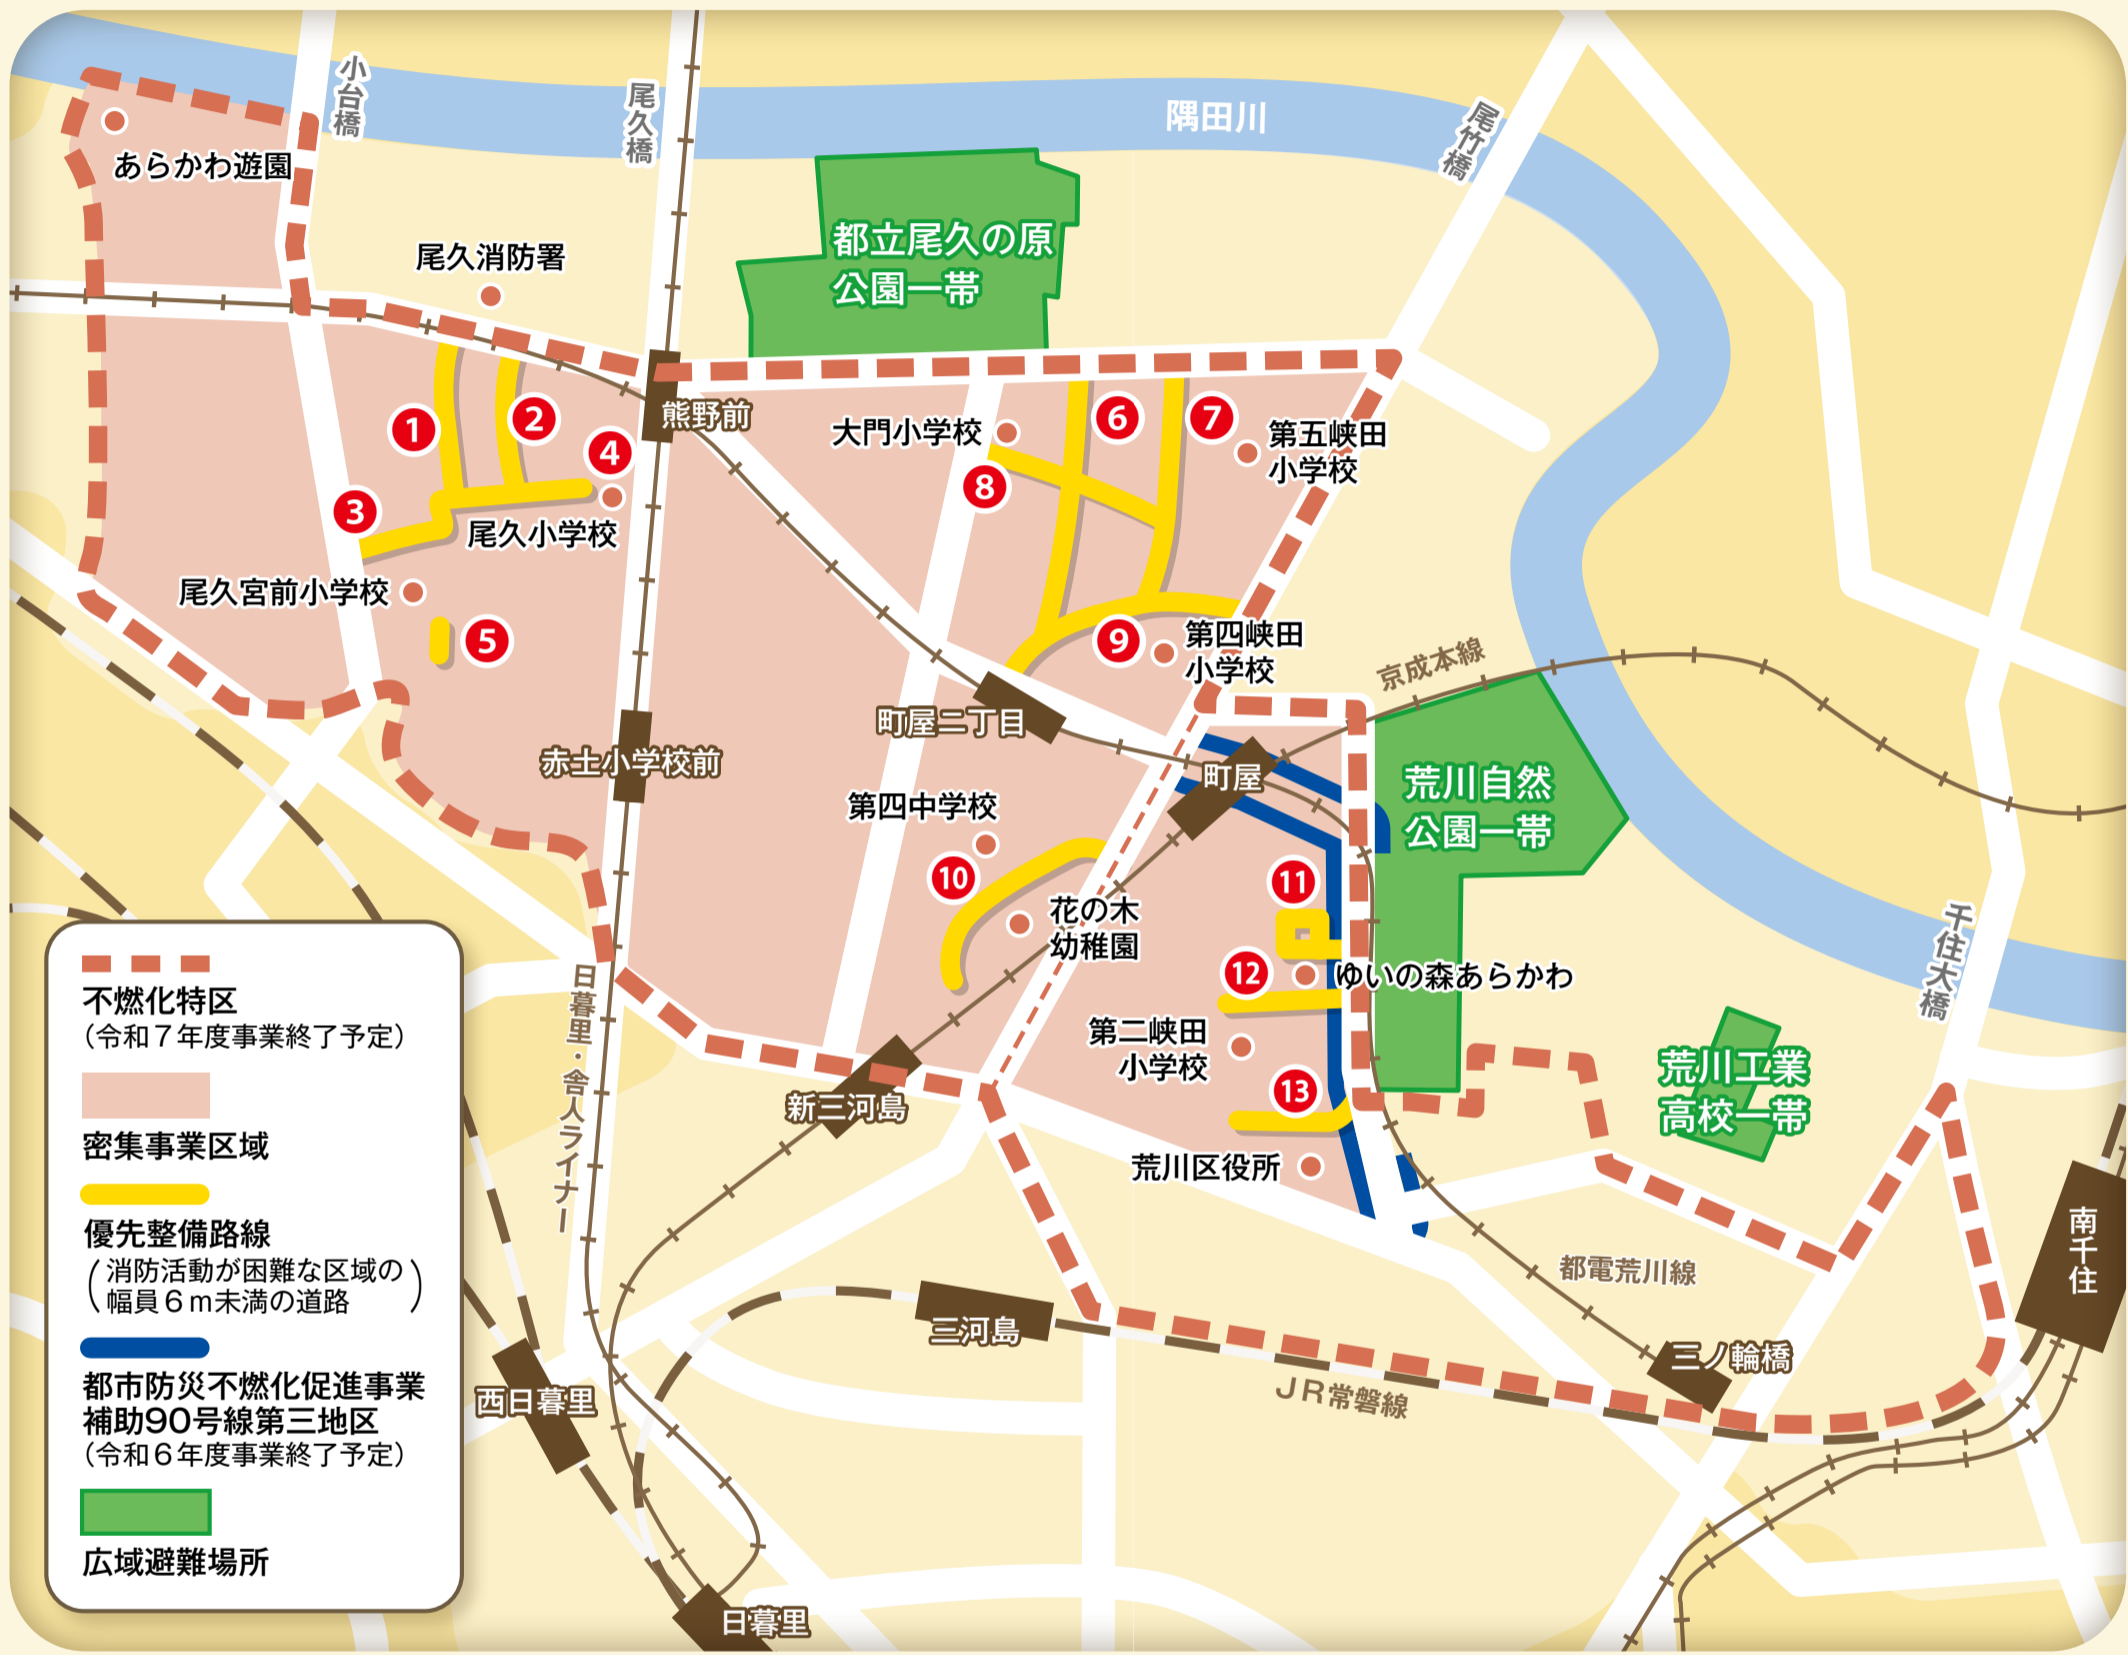 小台橋
尾久橋
隅田川
尾竹橋
あらかわ遊園
尾久消防署
都立尾久の原
公園一帯
熊野前
大門小学校
第五峡田
小学校
1
2
3
4
5
6
7
8
9
10
11
12
13
尾久小学校
尾久宮前小学校
第四峡田
小学校
京成本線
町屋二丁目
赤土小学校前
町屋
荒川自然
公園一帯
第四中学校
花の木
幼稚園
ゆいの森あらかわ
千住大橋
第二峡田
小学校
荒川工業
高校一帯
新三河島
荒川区役所
日暮里・舎人ライナー
都電荒川線
南千住
三河島
三ノ輪橋
JR常磐線
西日暮里
日暮里
不燃化特区
（令和７年度事業終了予定）
密集事業区域
優先整備路線
（消防活動が困難な区域の
幅員６ｍ未満の道路）
都市防災不燃化促進事業
補助90号線第三地区
（令和６年度事業終了予定）
広域避難場所